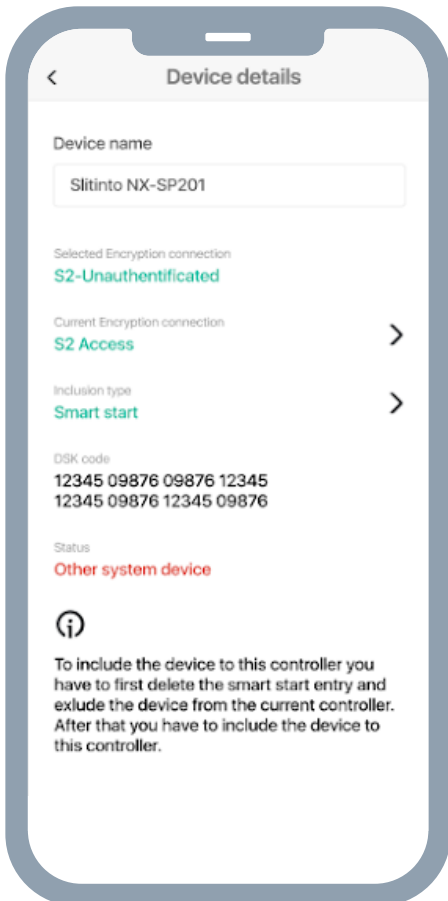 Device details
Device name
Slitinto NX-SP201
Selected Encryption connection
S2-Unauthentificated
Current Encryption connection
S2 Access
Inclusion type
Smart start
DSK code
12345 09876 09876 12345
12345 09876 12345 09876
Status
Other system device
To include the device to this controller you
have to first delete the smart start entry and
exlude the device from the current controller.
After that you have to include the device to
this controller.